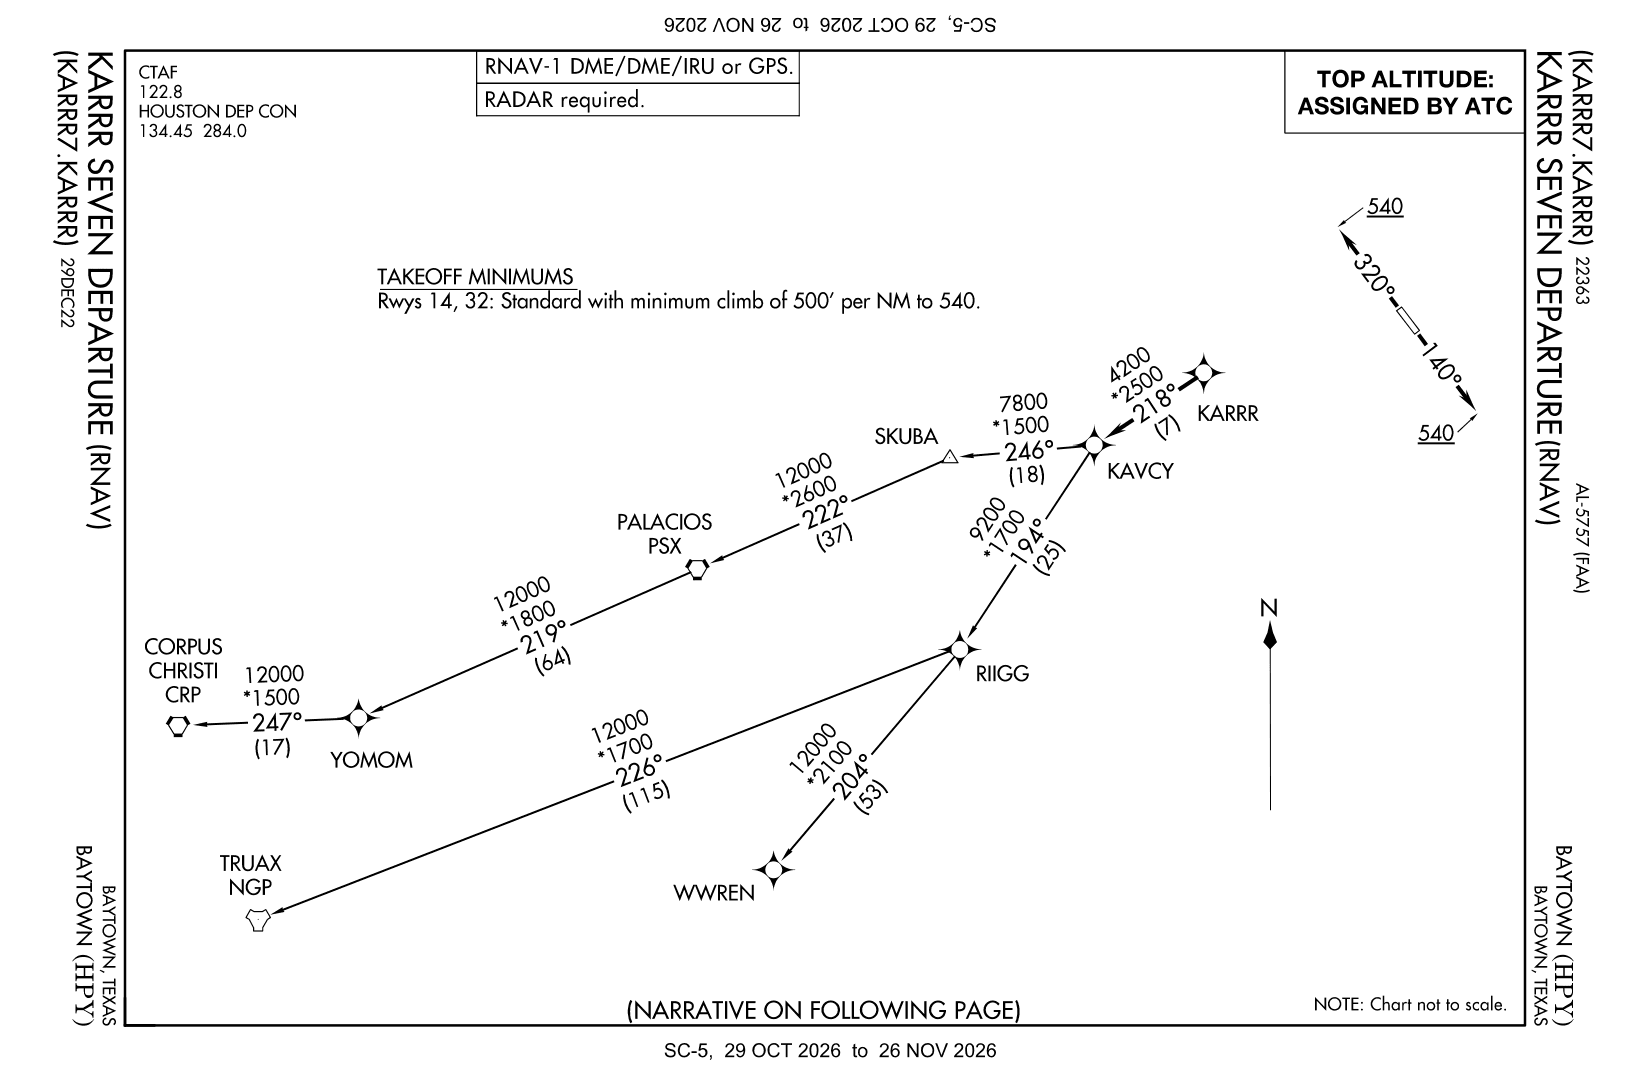 SC-5, 29 OCT 2026 to 26 NOV 2026
KARRR SEVEN DEPARTURE (RNAV)
(KARRR7.KARRR) 29DEC22
CTAF
122.8
HOUSTON DEP CON
134.45 284.0
RNAV-1 DME/DME/IRU or GPS.
RADAR required.
TOP ALTITUDE:
ASSIGNED BY ATC
(KARRR7.KARRR) 22363
KARRR SEVEN DEPARTURE (RNAV)
AL-5757 (FAA)
540
320°
140°
540
TAKEOFF MINIMUMS
Rwys 14, 32: Standard with minimum climb of 500′ per NM to 540.
4200
*2500
218°
(7)
KARRR
7800
*1500
246°
(18)
KAVCY
SKUBA
12000
*2600
222°
(37)
9200
*1700
194°
(25)
PALACIOS
PSX
12000
*1800
219°
(64)
N
CORPUS
CHRISTI
CRP
12000
*1500
247°
(17)
YOMOM
RIIGG
12000
*1700
226°
(115)
12000
*2100
204°
(53)
TRUAX
NGP
WWREN
BAYTOWN, TEXAS
BAYTOWN (HPY)
BAYTOWN (HPY)
BAYTOWN, TEXAS
(NARRATIVE ON FOLLOWING PAGE)
NOTE: Chart not to scale.
SC-5, 29 OCT 2026 to 26 NOV 2026